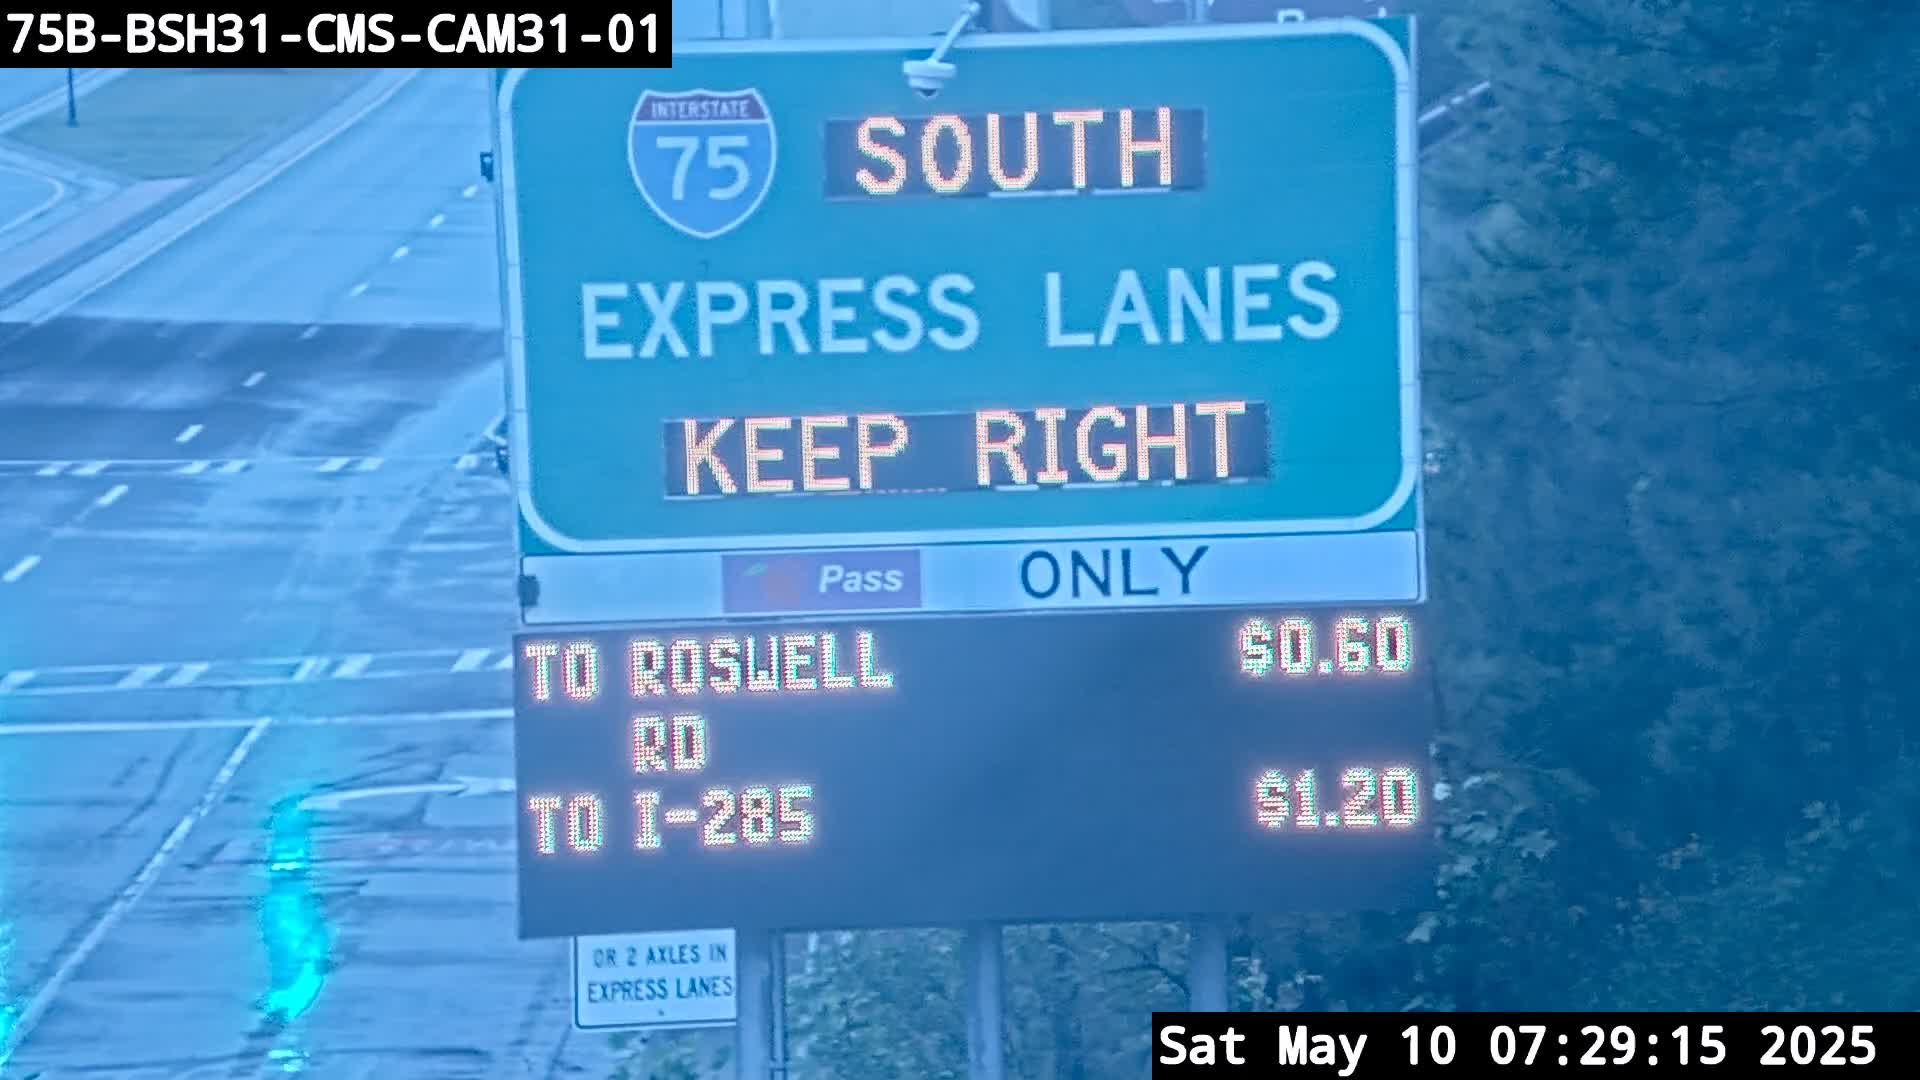 75B-BSH31-CMS-CAM31-01
INTERSTATE
75
SOUTH
EXPRESS LANES
KEEP RIGHT
Pass ONLY
TO ROSWELL $0.60
RD
TO I-285 $1.20
OR 2 AXLES IN
EXPRESS LANES
Sat May 10 07:29:15 2025